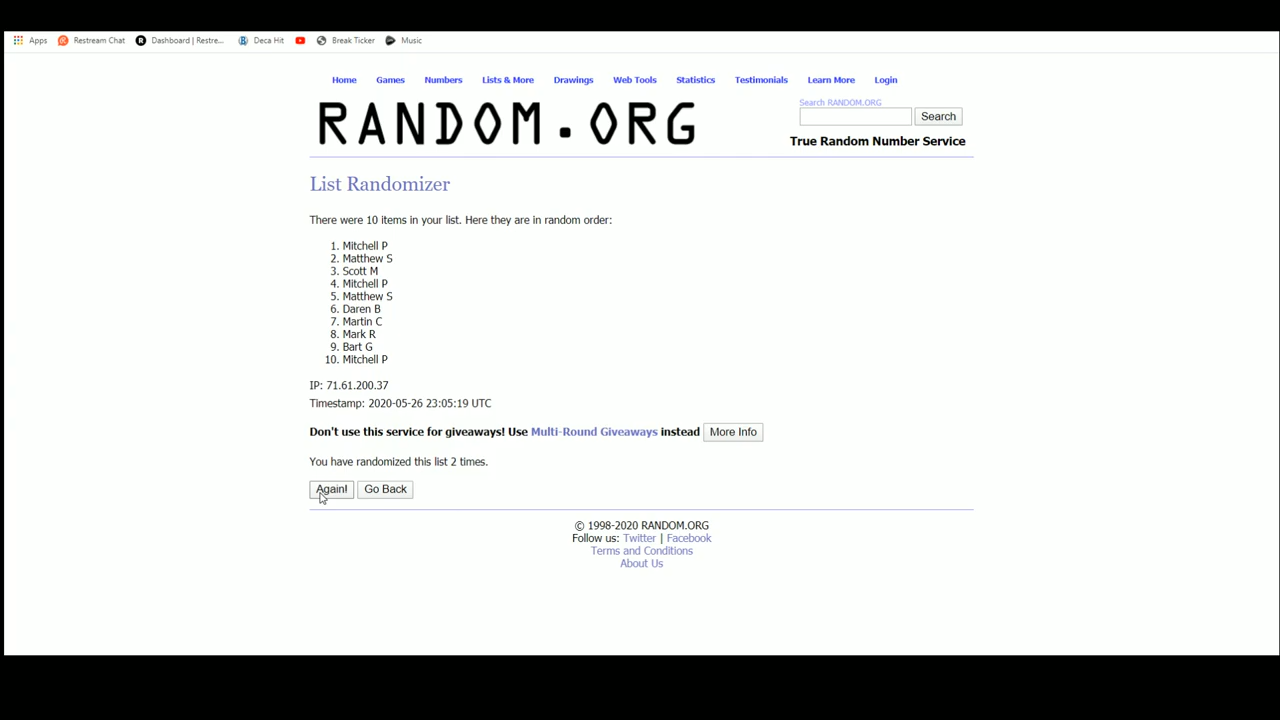 Apps Restream Chat Dashboard | Restre... Deca Hit Break Ticker Music
Home Games Numbers Lists & More Drawings Web Tools Statistics Testimonials Learn More Login
RANDOM.ORG
Search RANDOM.ORG
Search
True Random Number Service
List Randomizer
There were 10 items in your list. Here they are in random order:
1. Mitchell P
2. Matthew S
3. Scott M
4. Mitchell P
5. Matthew S
6. Daren B
7. Martin C
8. Mark R
9. Bart G
10. Mitchell P
IP: 71.61.200.37
Timestamp: 2020-05-26 23:05:19 UTC
Don't use this service for giveaways! Use Multi-Round Giveaways instead More Info
You have randomized this list 2 times.
Again! Go Back
© 1998-2020 RANDOM.ORG
Follow us: Twitter | Facebook
Terms and Conditions
About Us